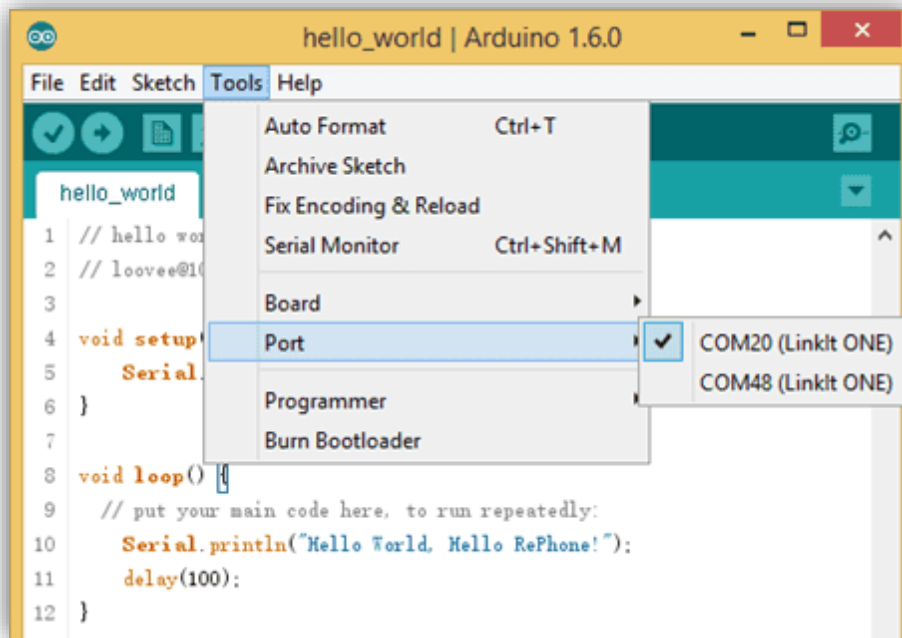 hello_world | Arduino 1.6.0
File Edit Sketch Tools Help
Auto Format Ctrl+T
Archive Sketch
Fix Encoding & Reload
Serial Monitor Ctrl+Shift+M
Board
Port
Programmer
Burn Bootloader
COM20 (LinkIt ONE)
COM48 (LinkIt ONE)
hello_world
1 // hello
2 //
3
4 void setup
5 Serial.
6 }
7
8 void loop() {
9 // put your main code here, to run repeatedly:
10 Serial.println("Hello World, Hello RePhone!");
11 delay(100);
12 }